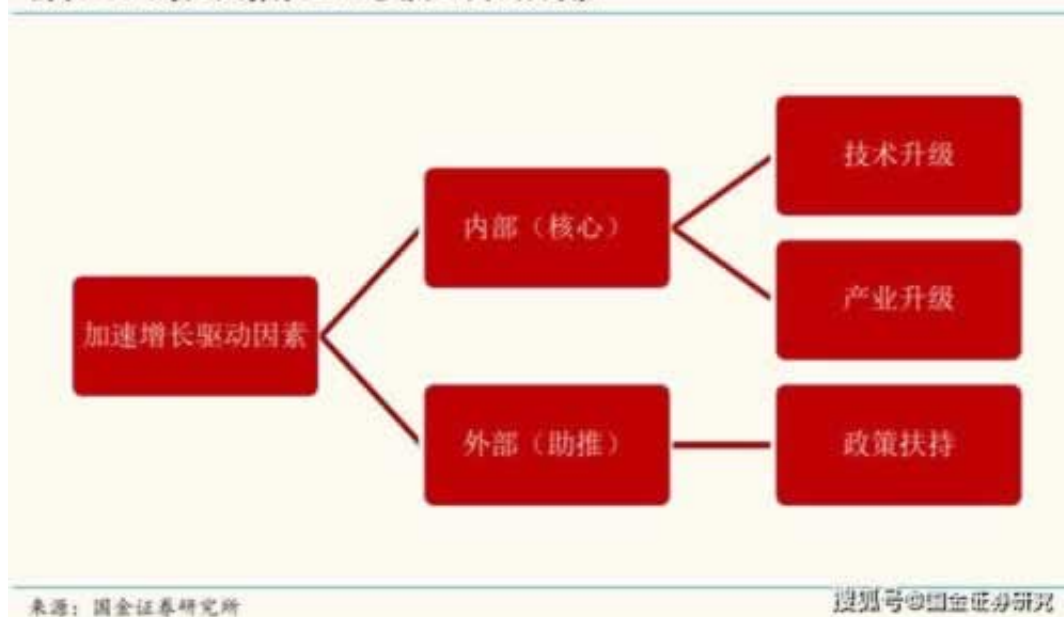 技术升级
内部（核心）
产业升级
加速增长驱动因素
外部（助推）
政策扶持
来源：国金证券研究所
搜狐号@国金证券研究